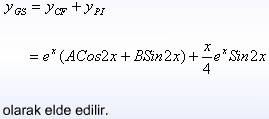 y_GS = y_CF + y_PI
= e^x (ACos2x + BSin2x) + x/4 e^x Sin2x
olarak elde edilir.